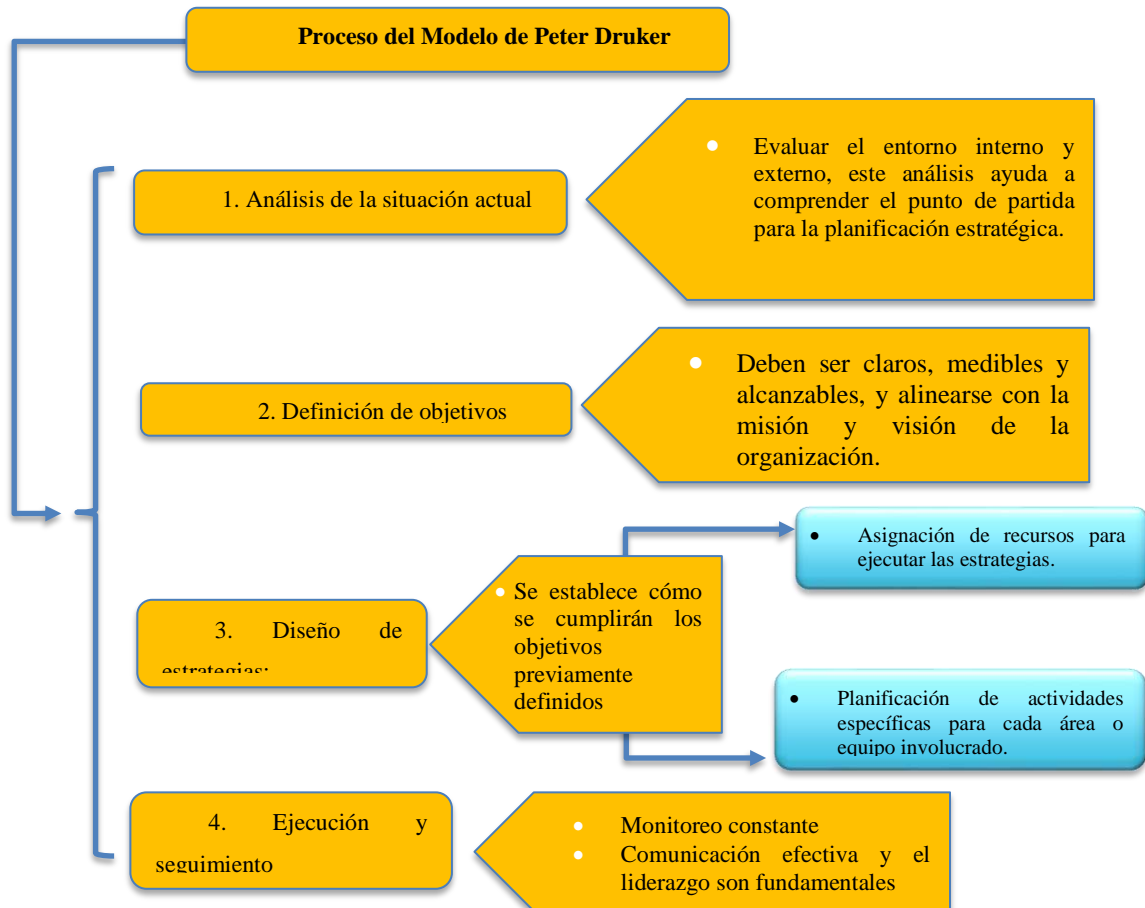 Proceso del Modelo de Peter Druker
1. Análisis de la situación actual
• Evaluar el entorno interno y
externo, este análisis ayuda a
comprender el punto de partida
para la planificación estratégica.
2. Definición de objetivos
• Deben ser claros, medibles y
alcanzables, y alinearse con la
misión y visión de la
organización.
3. Diseño de
estrategias:
• Se establece cómo
se cumplirán los
objetivos
previamente
definidos
• Asignación de recursos para
ejecutar las estrategias.
• Planificación de actividades
específicas para cada área o
equipo involucrado.
4. Ejecución y
seguimiento
• Monitoreo constante
• Comunicación efectiva y el
liderazgo son fundamentales